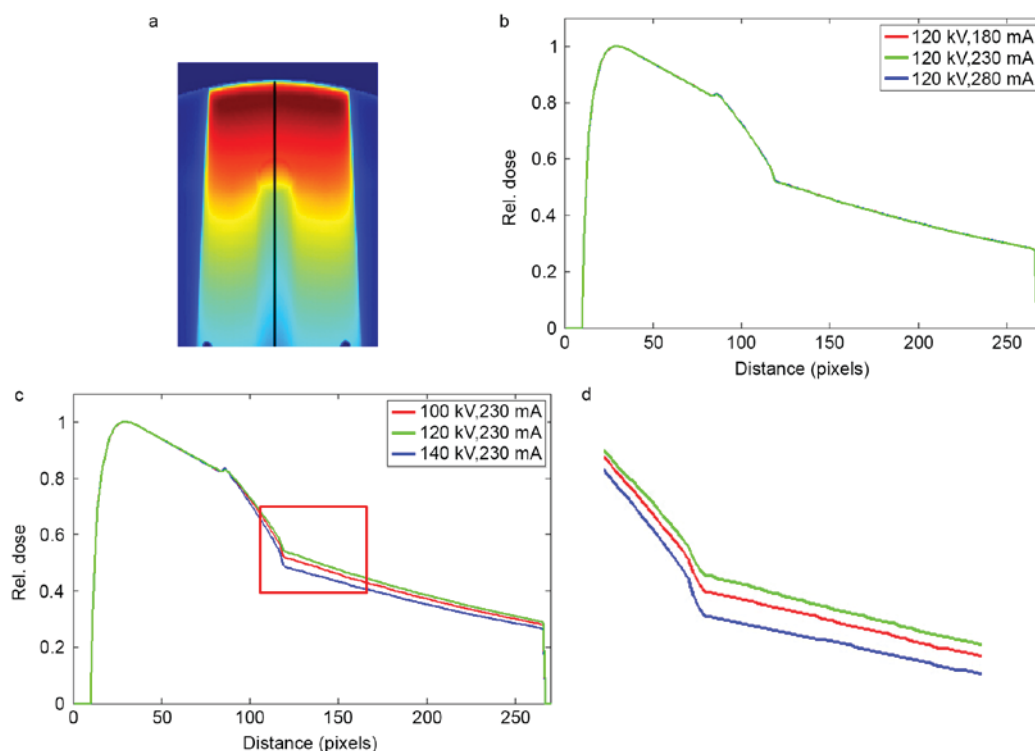 a
b
120 kV,180 mA
120 kV,230 mA
120 kV,280 mA
1
0.8
0.6
0.4
0.2
0
Rel. dose
0 50 100 150 200 250
Distance (pixels)
c
100 kV,230 mA
120 kV,230 mA
140 kV,230 mA
1
0.8
0.6
0.4
0.2
0
Rel. dose
0 50 100 150 200 250
Distance (pixels)
d